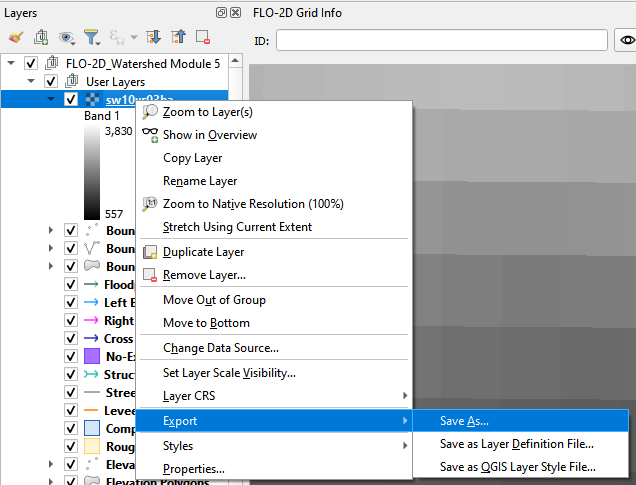 Layers
FLO-2D Grid Info
ID:
FLO-2D_Watershed Module 5
User Layers
Band 1
3,830
557
Boun
Boun
Boun
Flood
Left E
Right
Cross
No-Ex
Struct
Stree
Levee
Comp
Roug
Eleva
Elevation Polygons
Zoom to Layer(s)
Show in Overview
Copy Layer
Rename Layer
Zoom to Native Resolution (100%)
Stretch Using Current Extent
Duplicate Layer
Remove Layer...
Move Out of Group
Move to Bottom
Change Data Source...
Set Layer Scale Visibility...
Layer CRS
Export
Styles
Properties...
Save As...
Save as Layer Definition File...
Save as QGIS Layer Style File...